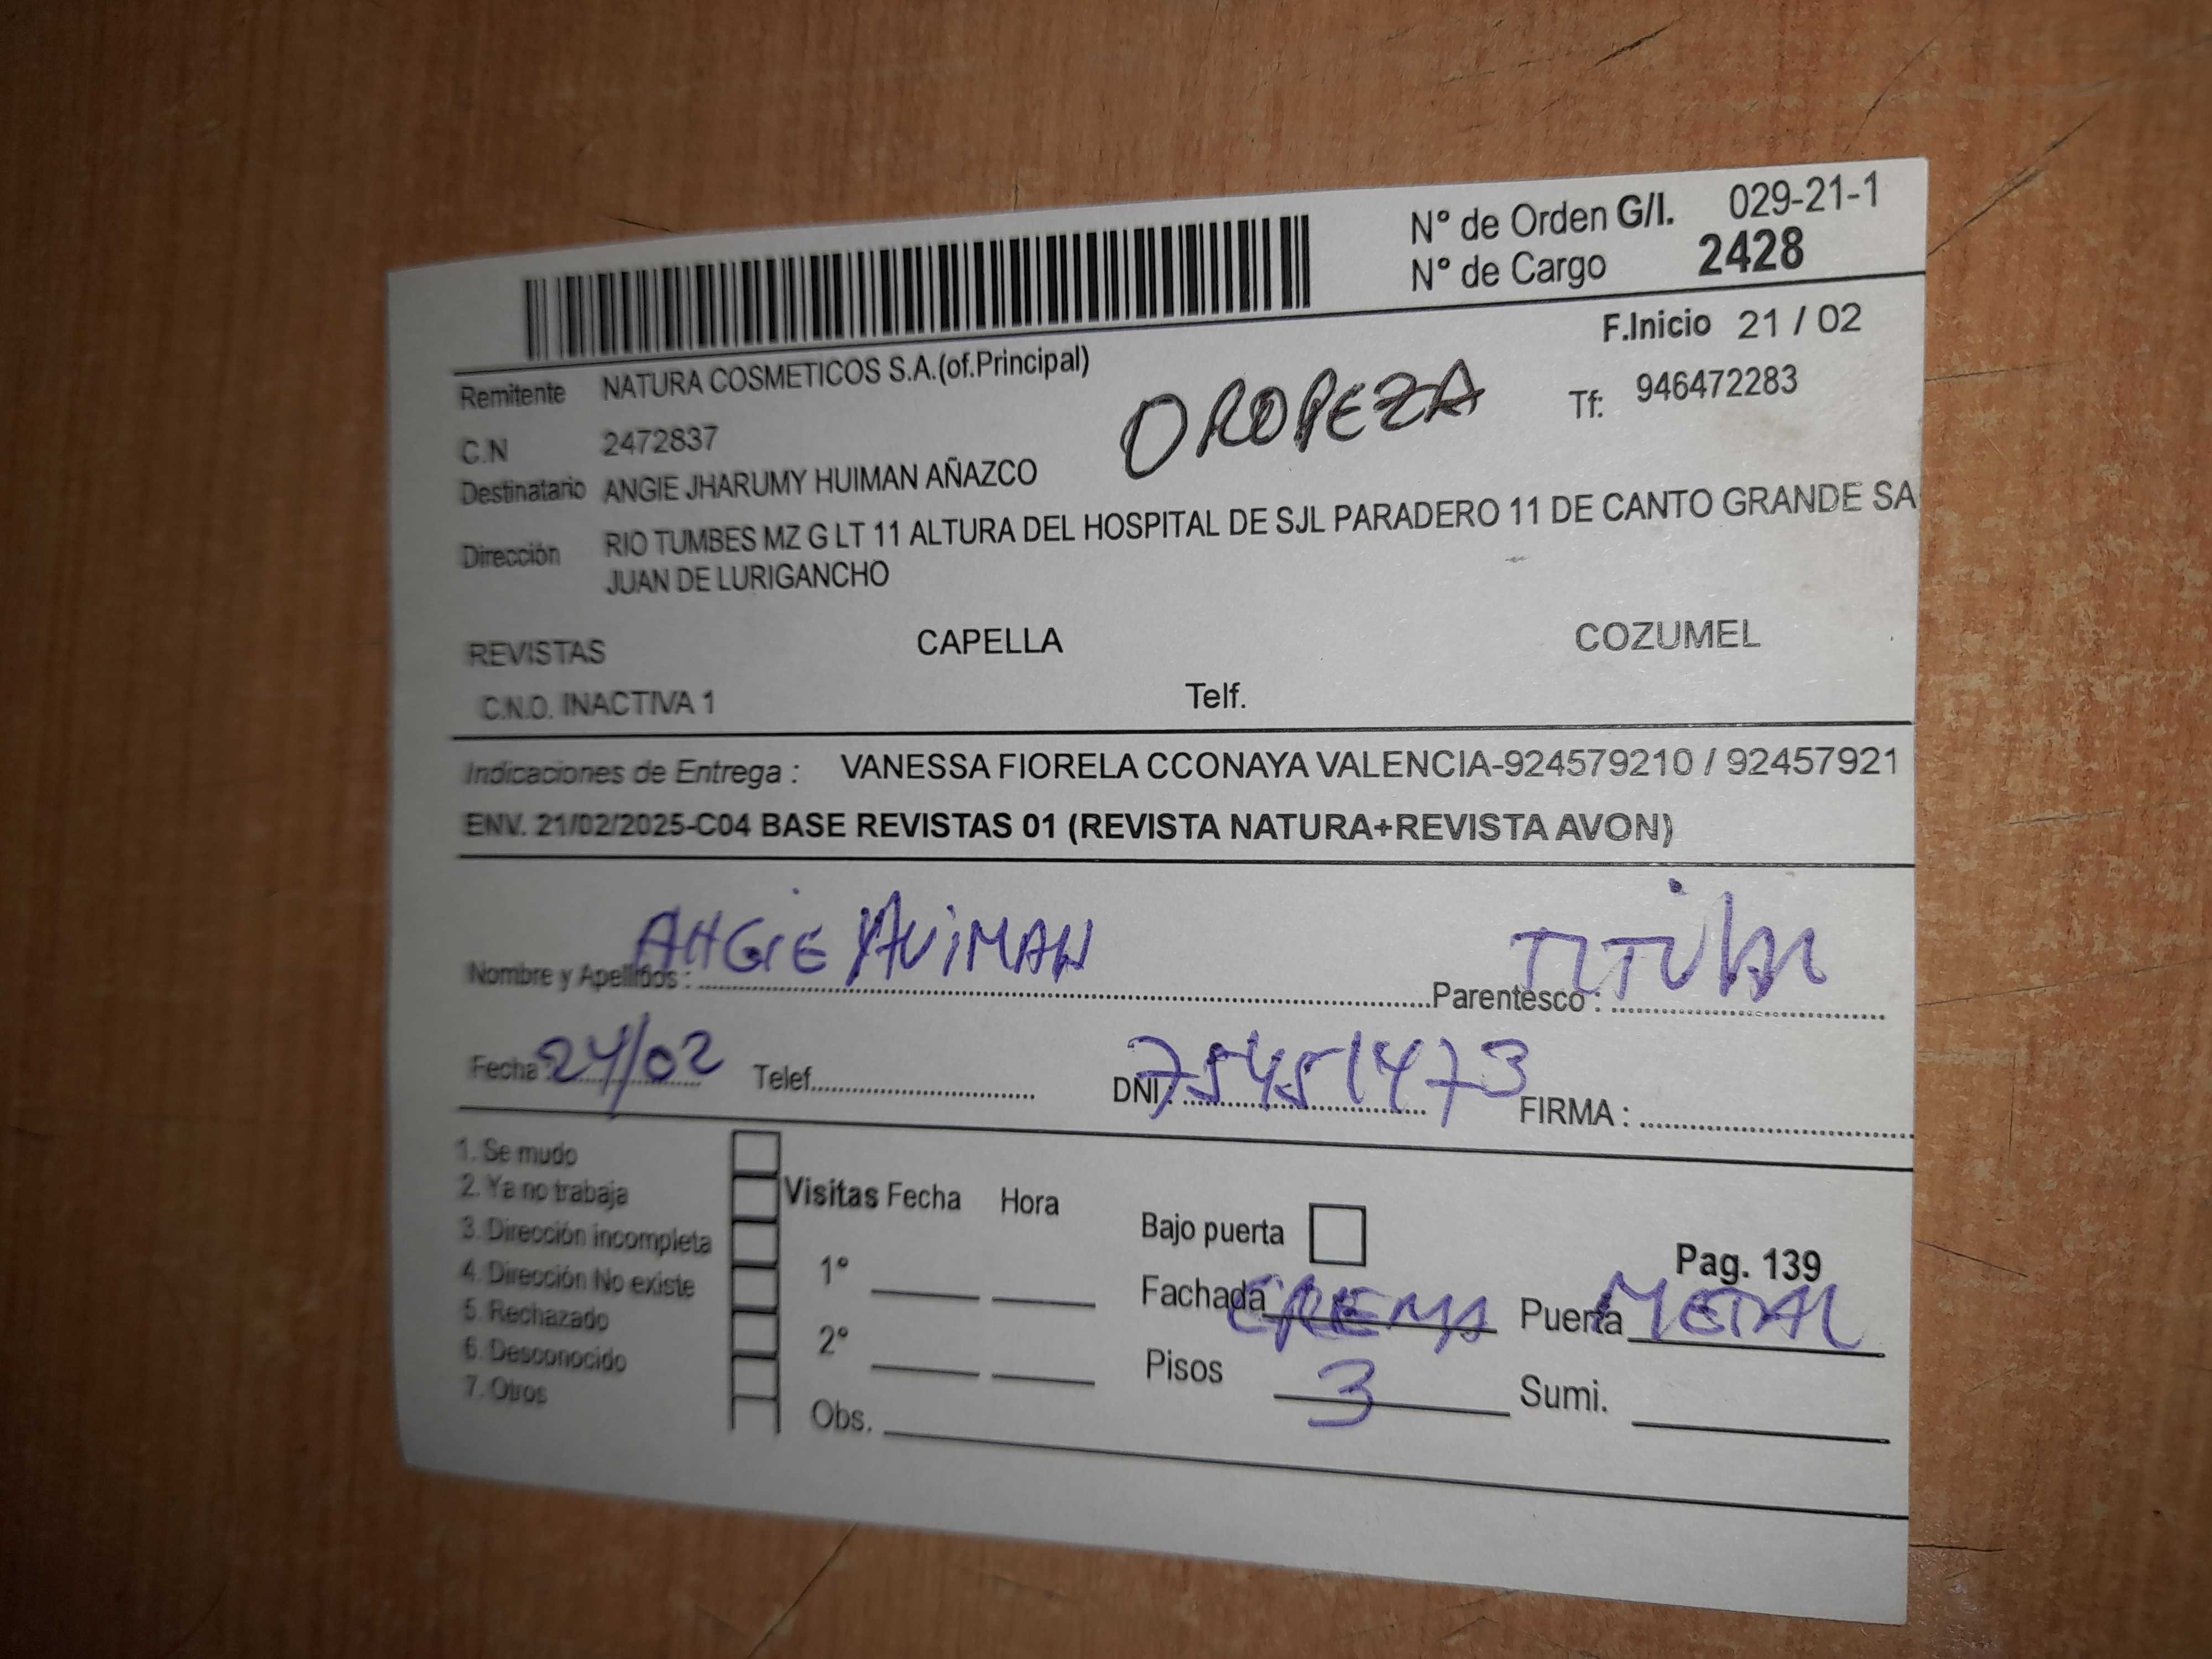 N° de Orden G/I. 029-21-1
N° de Cargo 2428
F.Inicio 21 / 02
Remitente NATURA COSMETICOS S.A.(of.Principal)
OROPEZA
Tf: 946472283
C.N 2472837
Destinatario ANGIE JHARUMY HUIMAN AÑAZCO
Dirección RIO TUMBES MZ G LT 11 ALTURA DEL HOSPITAL DE SJL PARADERO 11 DE CANTO GRANDE SA
JUAN DE LURIGANCHO
REVISTAS CAPELLA COZUMEL
C.N.O. INACTIVA 1 Telf.
Indicaciones de Entrega : VANESSA FIORELA CCONAYA VALENCIA-924579210 / 92457921
ENV. 21/02/2025-C04 BASE REVISTAS 01 (REVISTA NATURA+REVISTA AVON)
Nombre y Apellidos : ANGIE HUIMAN Parentesco : TITULAR
Fecha 24/02 Telef. DNI : 75451473 FIRMA :
1. Se mudo
2. Ya no trabaja
3. Dirección incompleta
4. Dirección No existe
5. Rechazado
6. Desconocido
7. Otros
Visitas Fecha Hora
1°
2°
Obs.
Bajo puerta
Pag. 139
Fachada CREMA Puerta METAL
Pisos 3 Sumi.